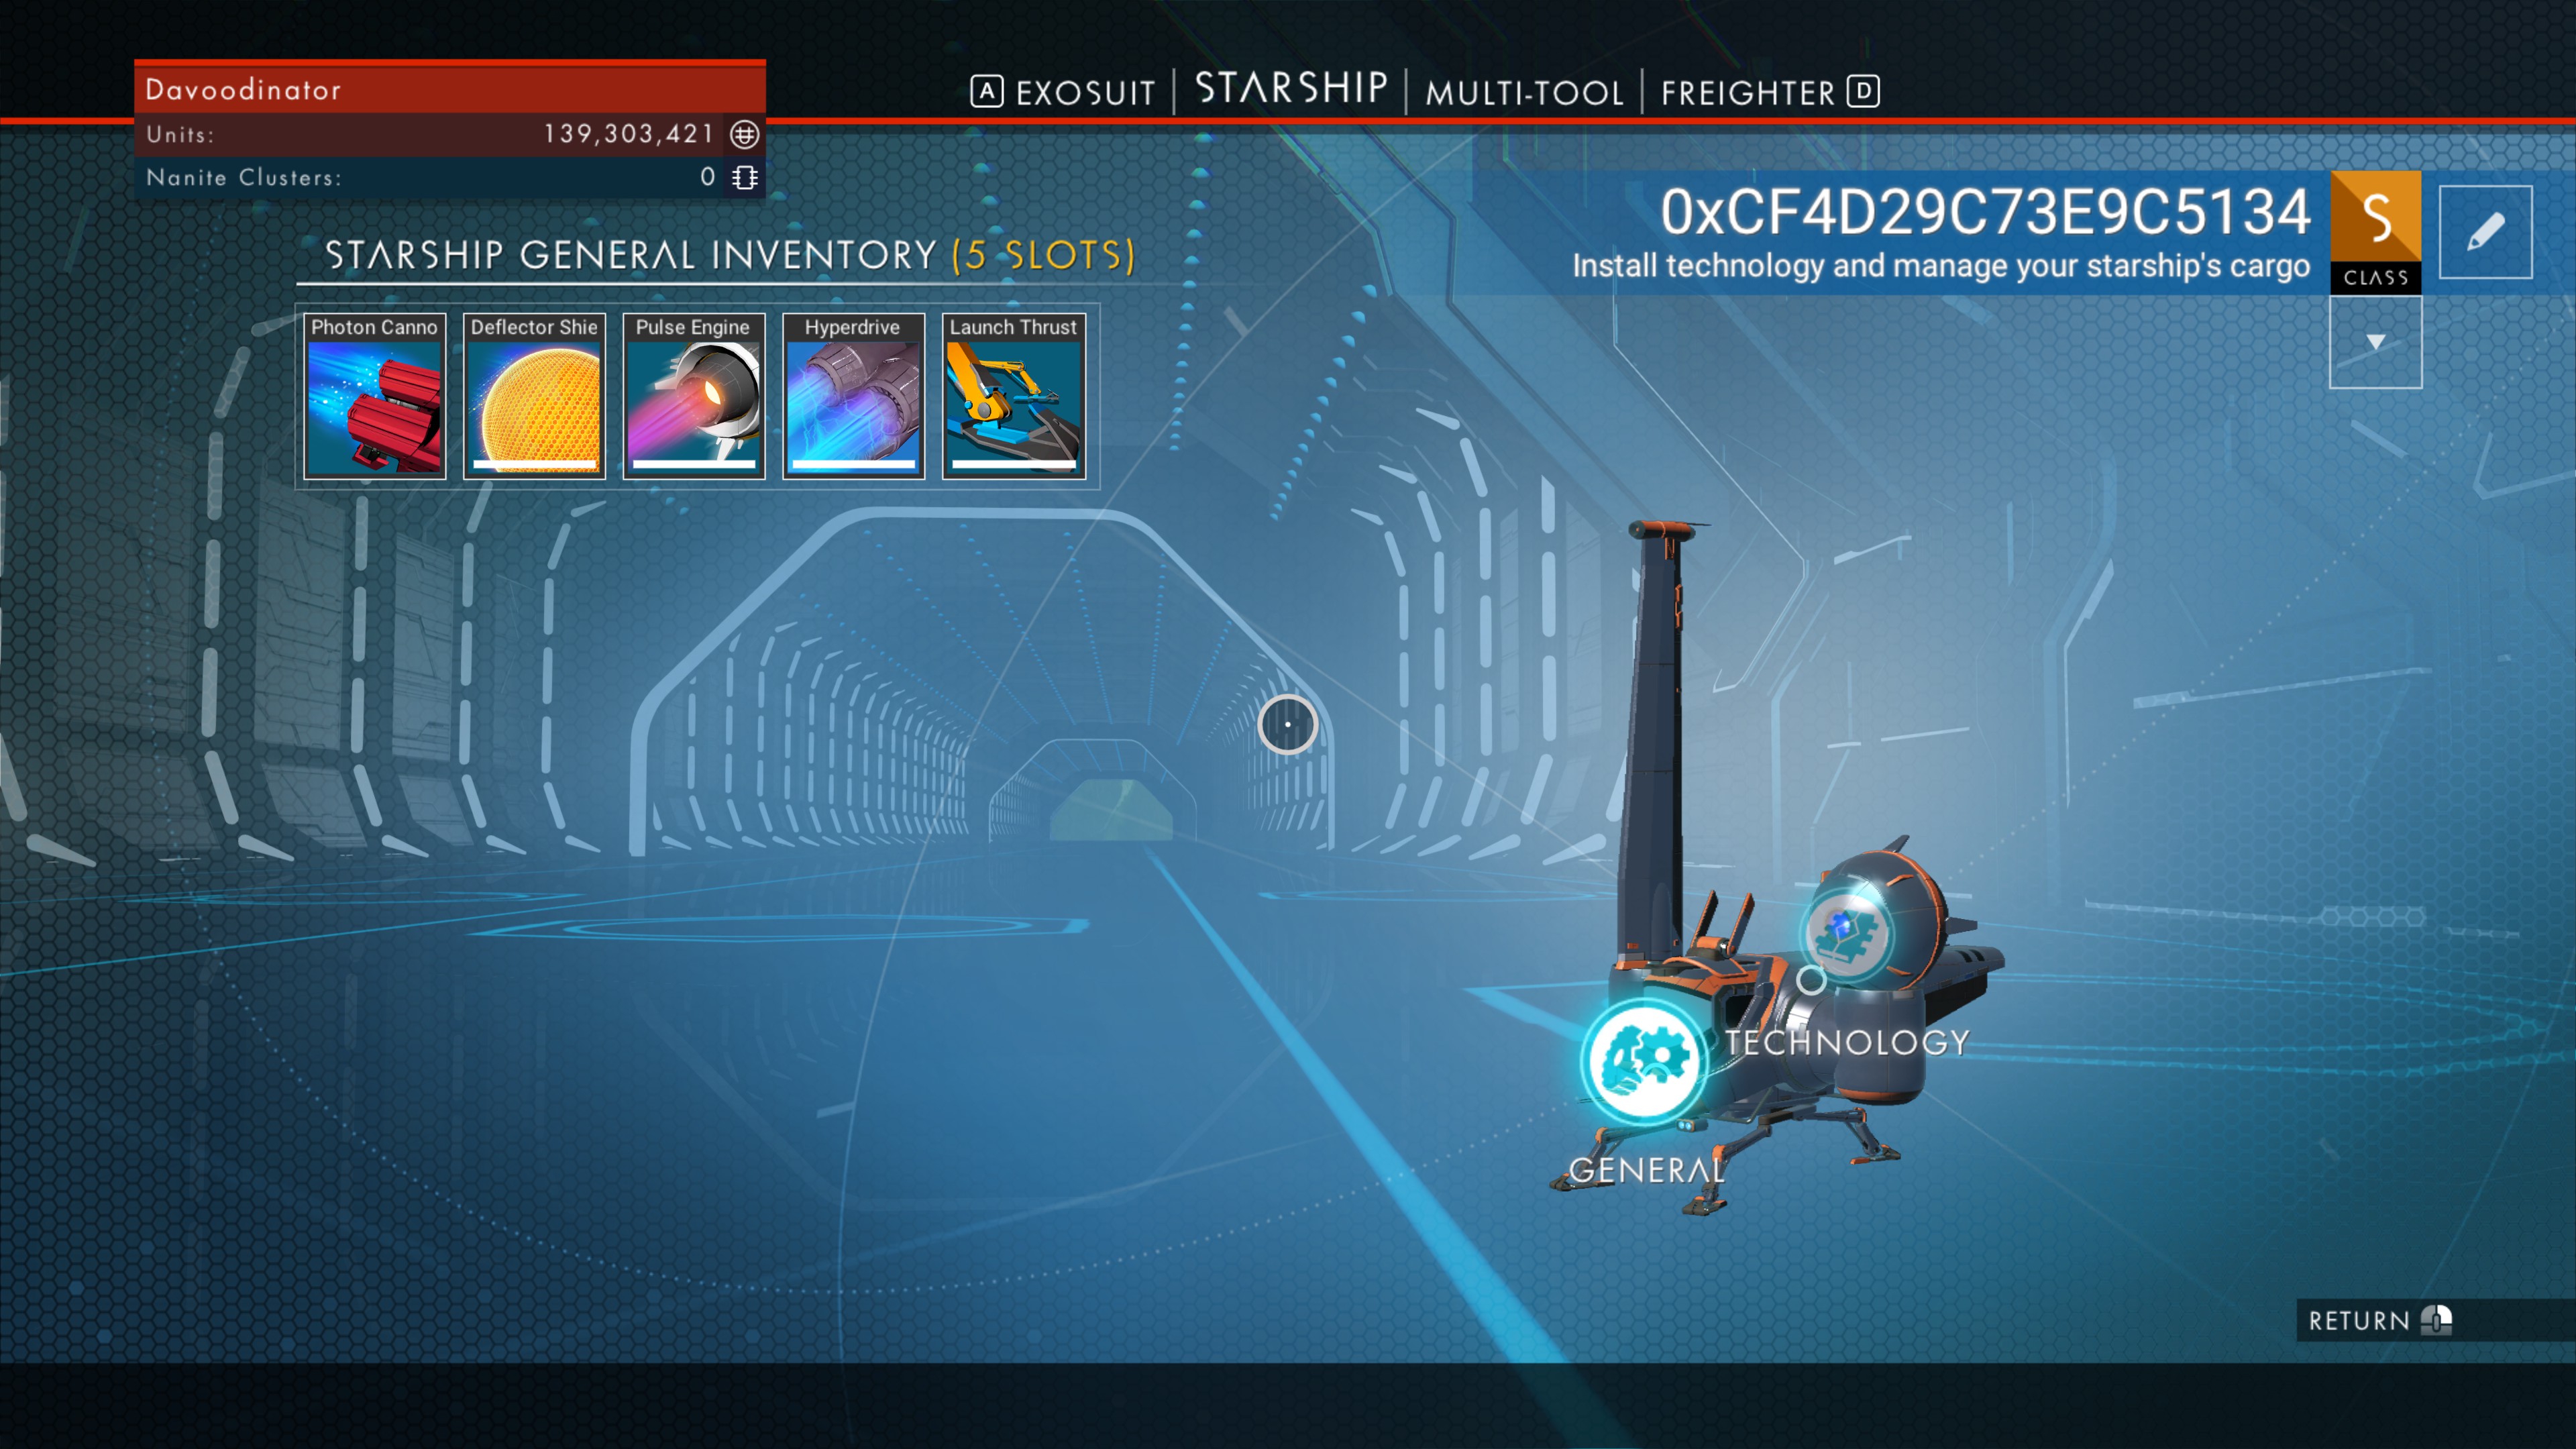 Davoodinator
Units: 139,303,421
Nanite Clusters: 0
A EXOSUIT STARSHIP MULTI-TOOL FREIGHTER D
0xCF4D29C73E9C5134
Install technology and manage your starship's cargo
S
CLASS
STARSHIP GENERAL INVENTORY (5 SLOTS)
Photon Canno Deflector Shie Pulse Engine Hyperdrive Launch Thrust
TECHNOLOGY
GENERAL
RETURN